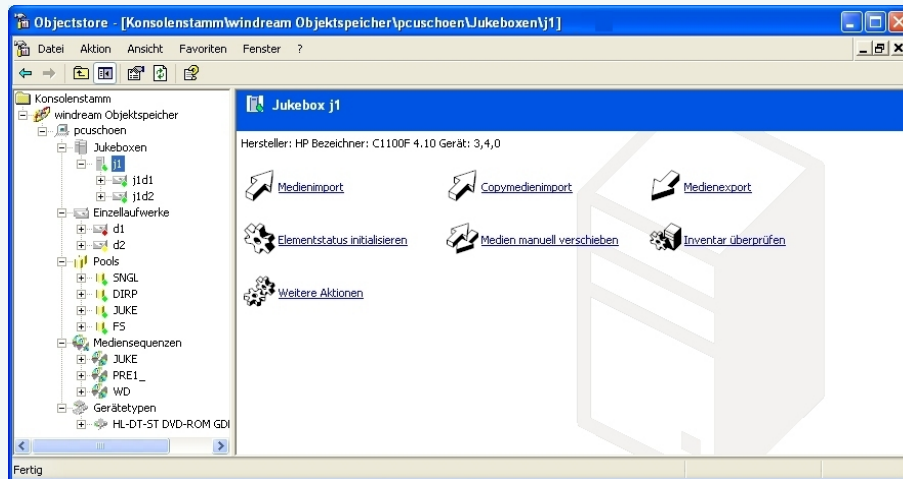 Objectstore - [Konsolenstamm\windream Objektspeicher\pcuschoen\Jukeboxen\j1]
Datei Aktion Ansicht Favoriten Fenster ?
Konsolenstamm
windream Objektspeicher
pcuschoen
Jukeboxen
j1
j1d1
j1d2
Einzellaufwerke
d1
d2
Pools
SNGL
DIRP
JUKE
FS
Mediensequenzen
JUKE
PRE1_
WD
Gerätetypen
HL-DT-ST DVD-ROM GDI
Jukebox j1
Hersteller: HP Bezeichner: C1100F 4.10 Gerät: 3,4,0
Medienimport Copymedienimport Medienexport
Elementstatus initialisieren Medien manuell verschieben Inventar überprüfen
Weitere Aktionen
Fertig